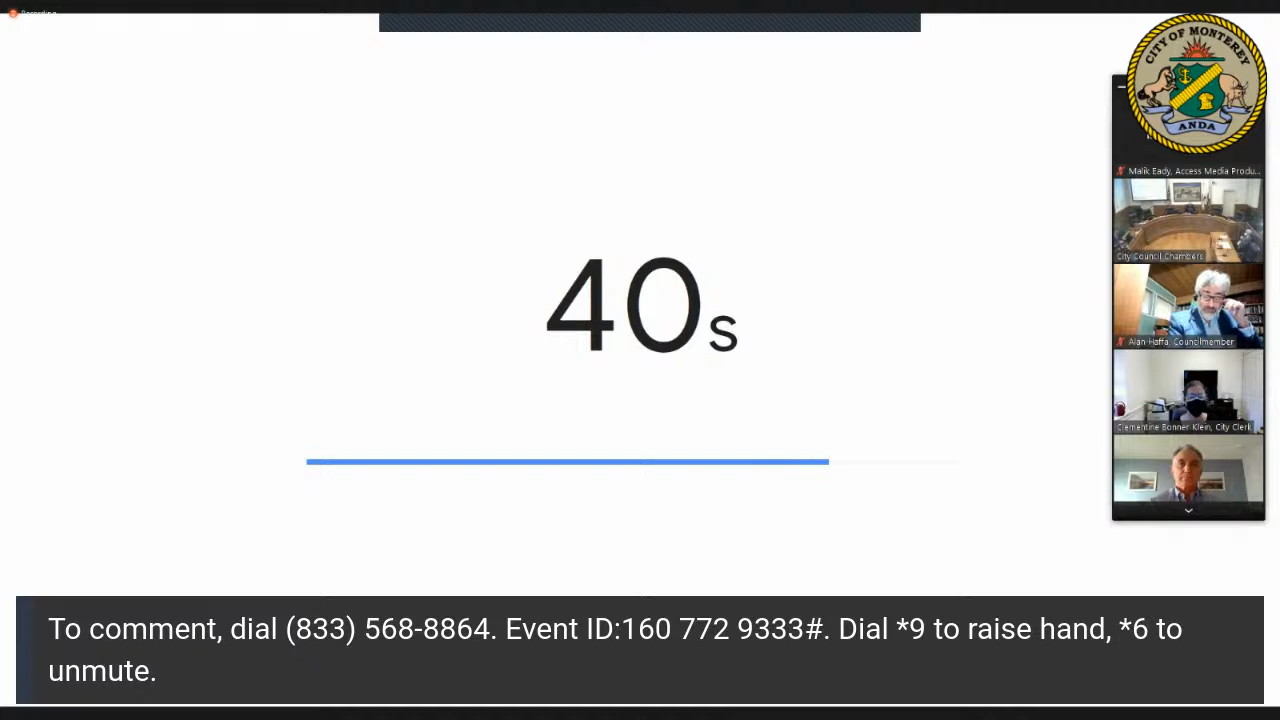 Recording
CITY OF MONTEREY
ANDA
Malik Eady, Access Media Produ...
City Council Chambers
Alan Haffa, Councilmember
Clementine Bonner Klein, City Clerk
40s
To comment, dial (833) 568-8864. Event ID:160 772 9333#. Dial *9 to raise hand, *6 to
unmute.